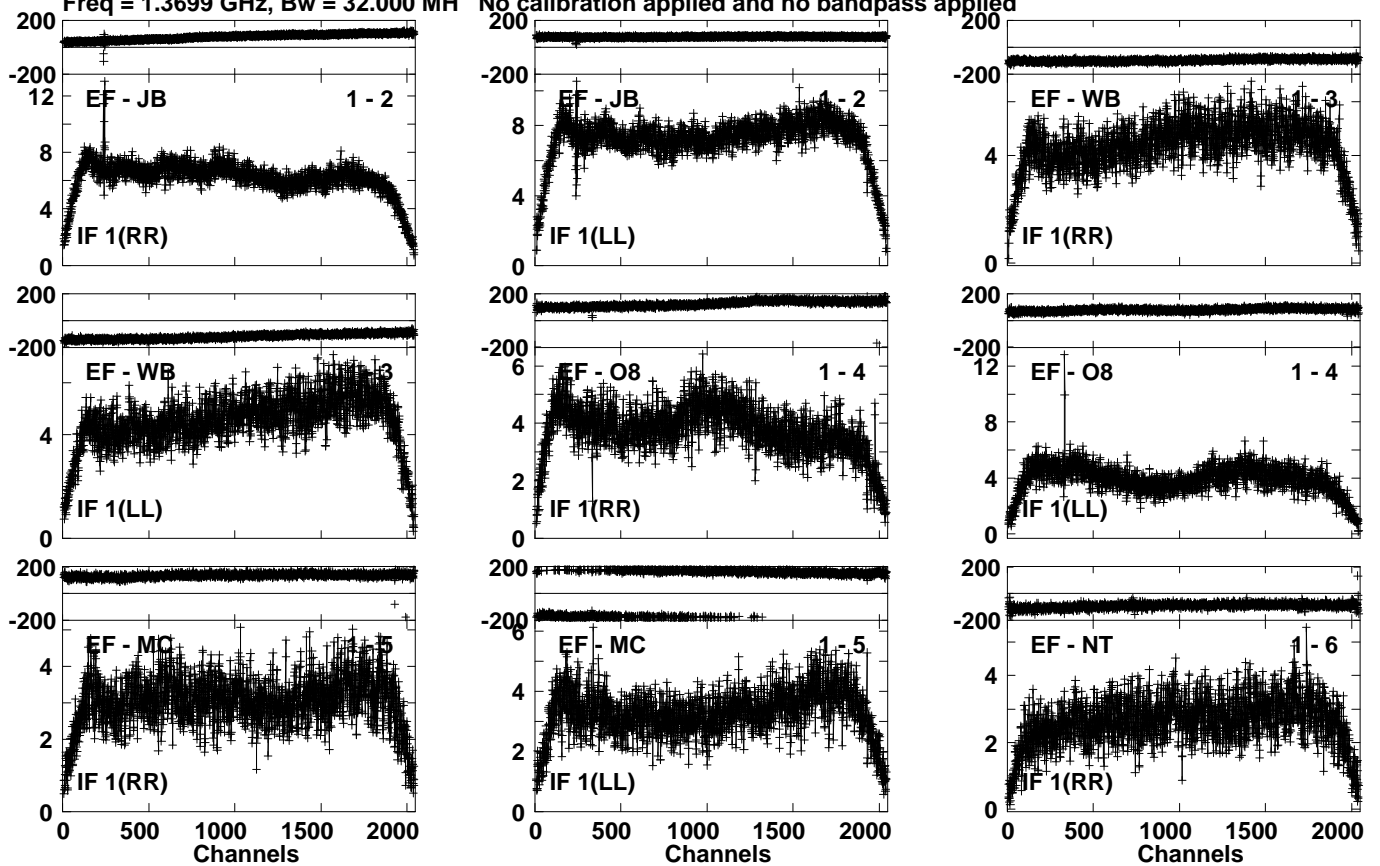 Freq = 1.3699 GHz, Bw = 32.000 MH No calibration applied and no bandpass applied
200
-200
12
8
4
0
EF - JB 1 - 2
IF 1(RR)
8
4
0
EF - JB 1 - 2
IF 1(LL)
200
-200
4
0
EF - WB 1 - 3
IF 1(RR)
200
-200
4
0
EF - WB 1 - 3
IF 1(LL)
200
-200
6
4
2
0
EF - O8 1 - 4
IF 1(RR)
200
-200
12
8
4
0
EF - O8 1 - 4
IF 1(LL)
200
-200
4
2
0
EF - MC 1 - 5
IF 1(RR)
0 500 1000 1500 2000
Channels
200
-200
6
4
2
0
EF - MC 1 - 5
IF 1(LL)
0 500 1000 1500 2000
Channels
200
-200
4
2
0
EF - NT 1 - 6
IF 1(RR)
0 500 1000 1500 2000
Channels